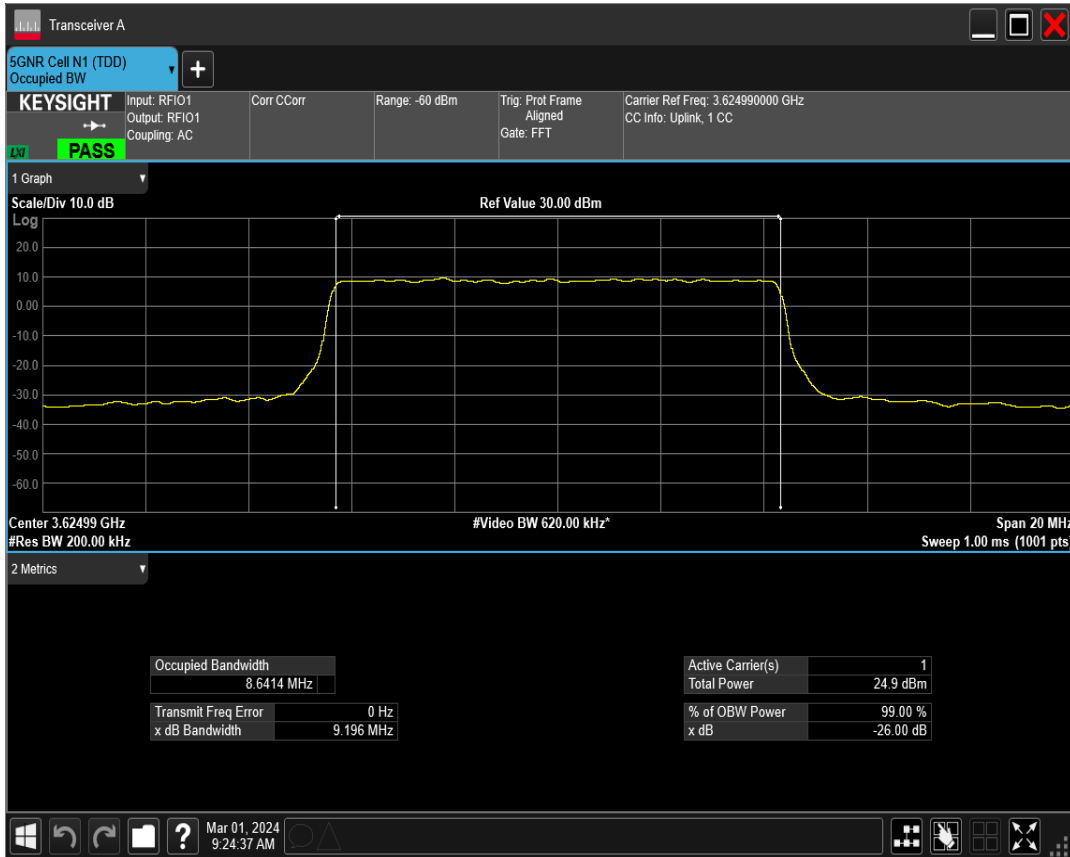 Transceiver A
5GNR Cell N1 (TDD)
Occupied BW
+
KEYSIGHT
LXI
PASS
Input: RFIO1
Output: RFIO1
Coupling: AC
Corr CCorr
Range: -60 dBm
Trig: Prot Frame
Aligned
Gate: FFT
Carrier Ref Freq: 3.624990000 GHz
CC Info: Uplink, 1 CC
1 Graph
Scale/Div 10.0 dB
Ref Value 30.00 dBm
Log
20.0
10.0
0.00
-10.0
-20.0
-30.0
-40.0
-50.0
-60.0
Center 3.62499 GHz
#Video BW 620.00 kHz*
Span 20 MHz
#Res BW 200.00 kHz
Sweep 1.00 ms (1001 pts)
2 Metrics
Occupied Bandwidth
8.6414 MHz
Transmit Freq Error 0 Hz
x dB Bandwidth 9.196 MHz
Active Carrier(s) 1
Total Power 24.9 dBm
% of OBW Power 99.00 %
x dB -26.00 dB
?
Mar 01, 2024
9:24:37 AM